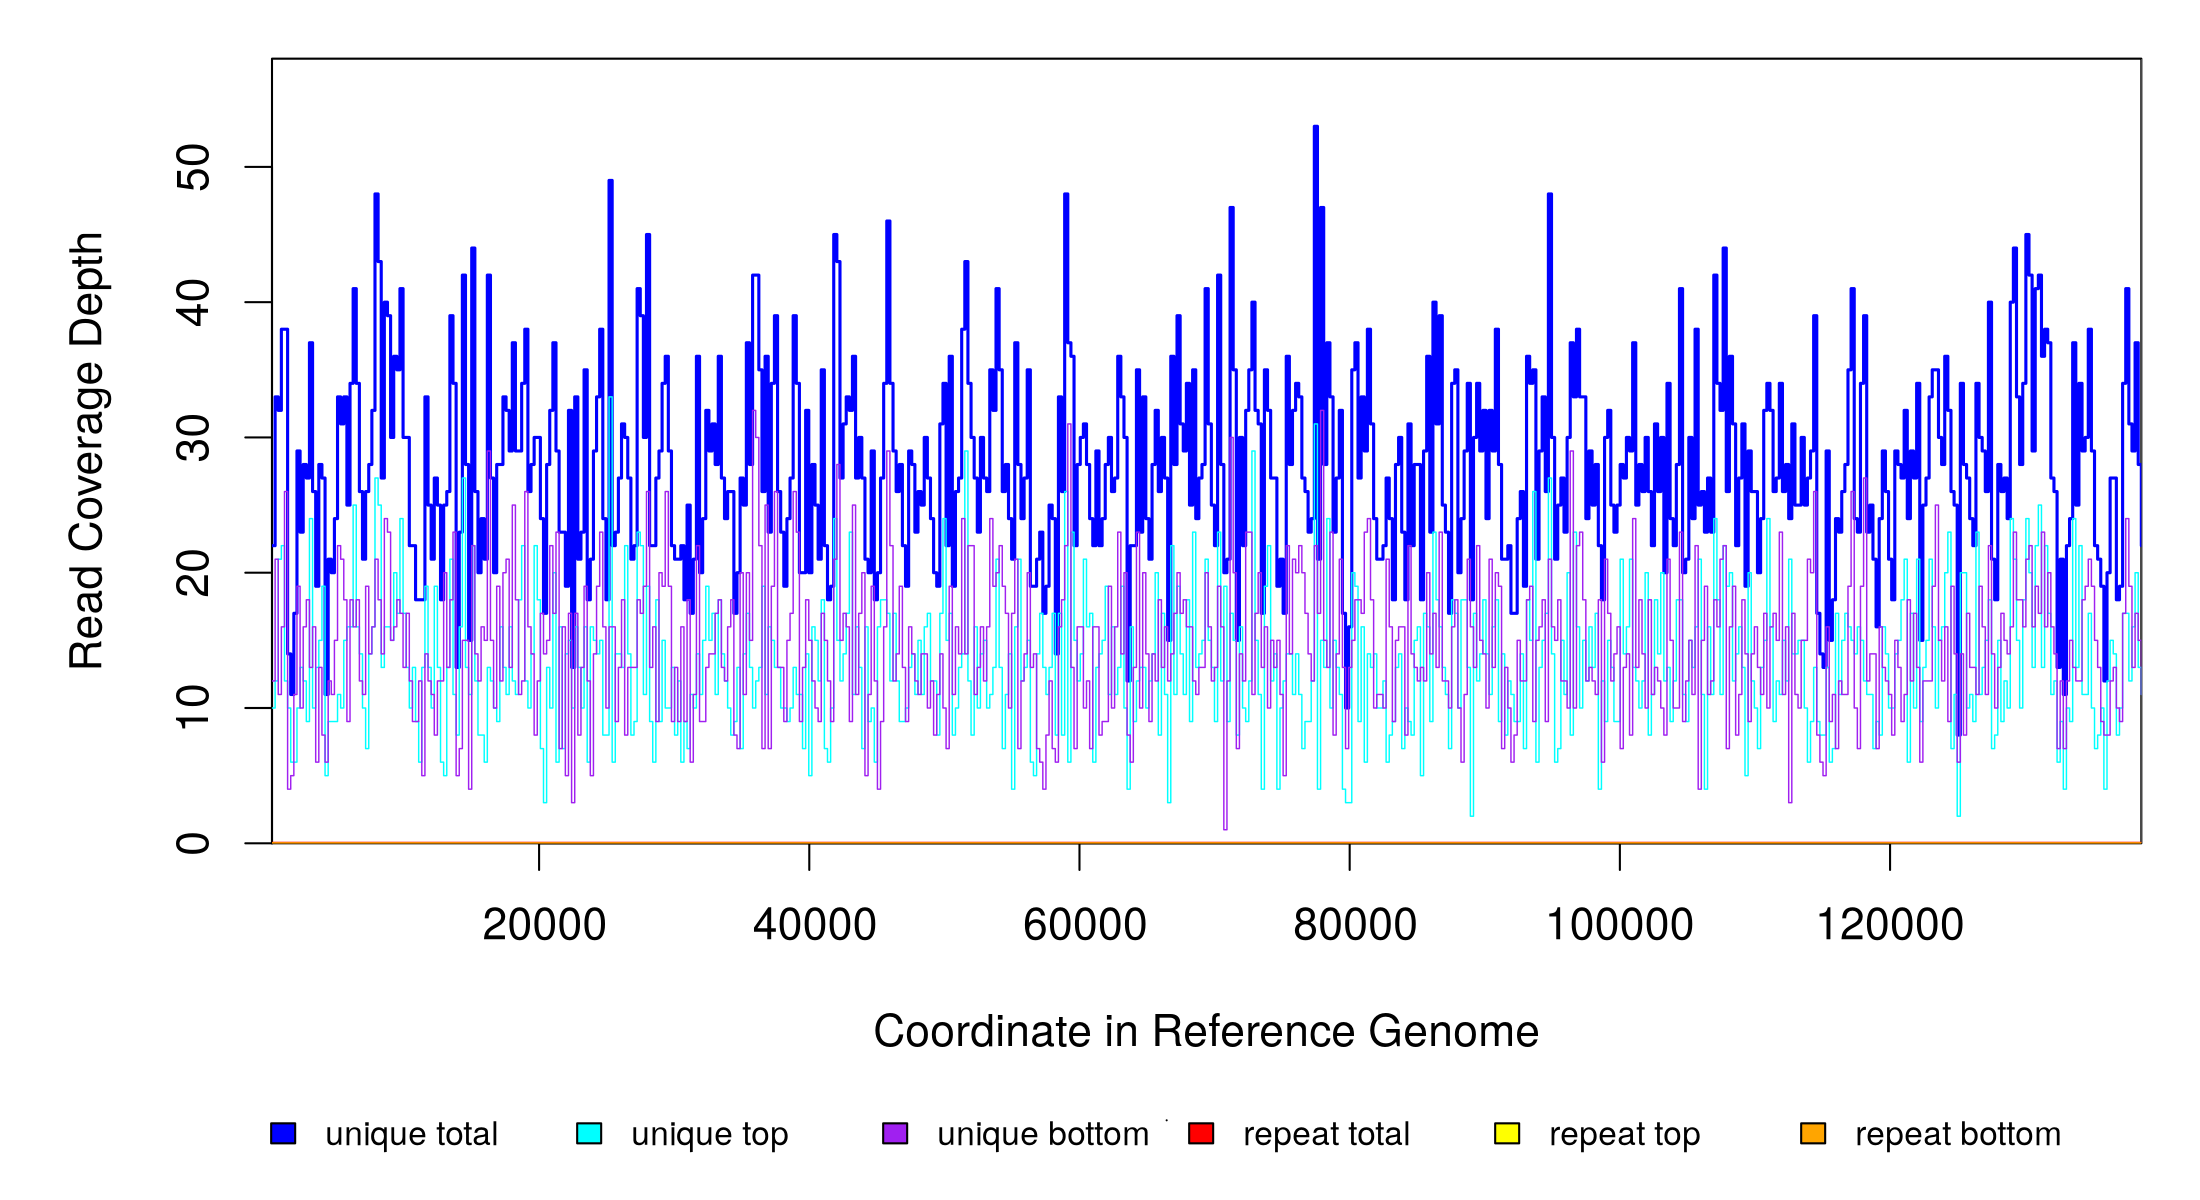 Read Coverage Depth
50
40
30
20
10
0
20000 40000 60000 80000 100000 120000
Coordinate in Reference Genome
unique total unique top unique bottom repeat total repeat top repeat bottom